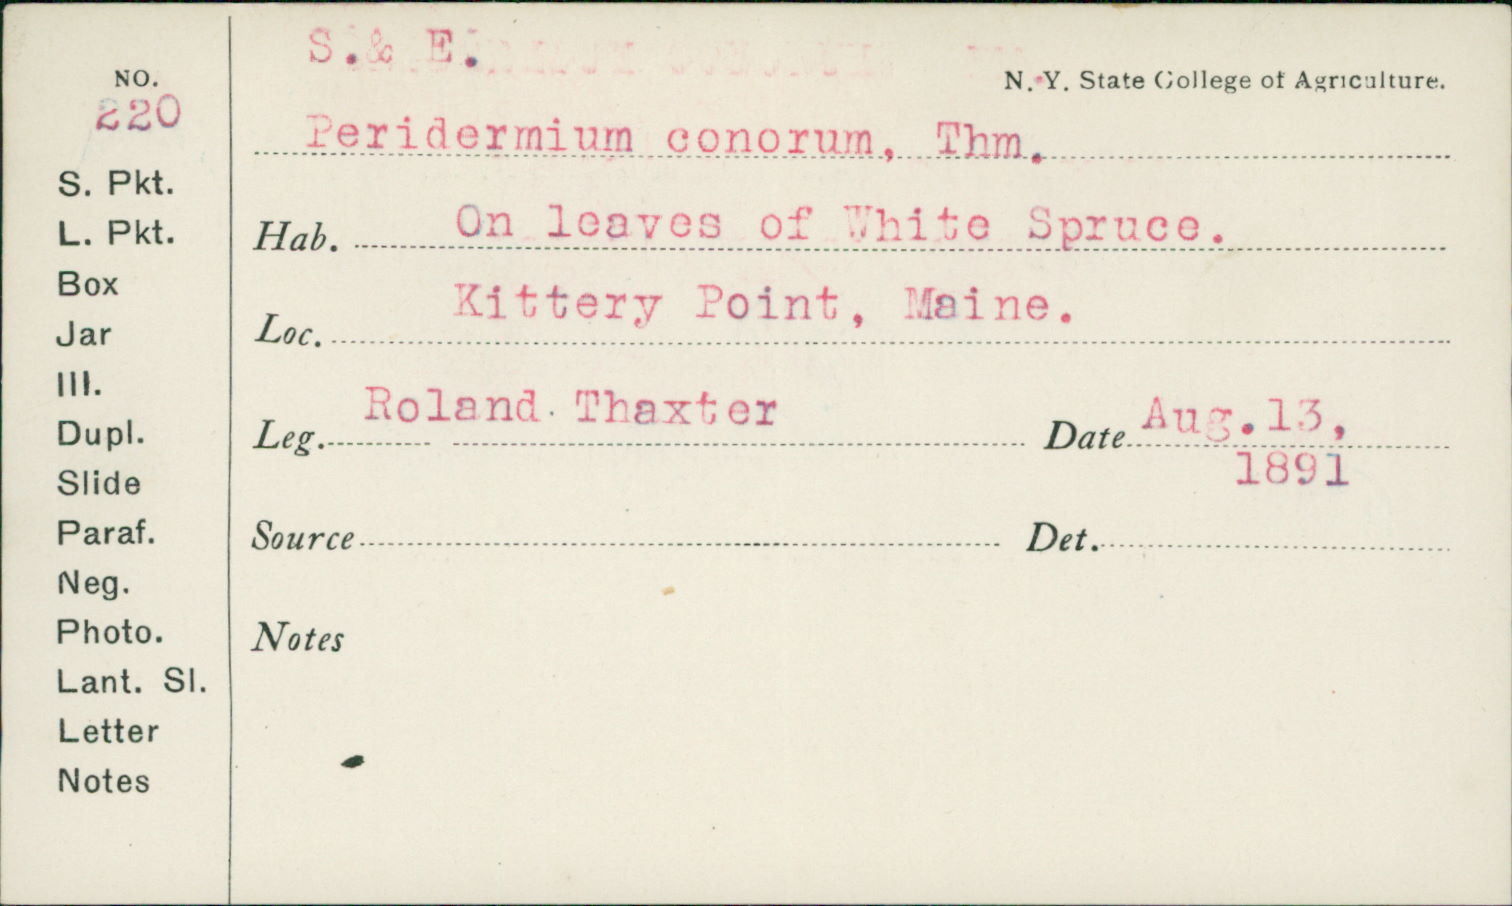 S.& E.
NO.
N. Y. State College of Agriculture.
220
Peridermium conorum, Thm.
S. Pkt.
L. Pkt.
Hab. On leaves of White Spruce.
Box
Jar
Loc. Kittery Point, Maine.
Ill.
Dupl.
Leg. Roland Thaxter Date Aug.13,
1891
Slide
Paraf.
Source Det.
Neg.
Photo.
Notes
Lant. Sl.
Letter
Notes